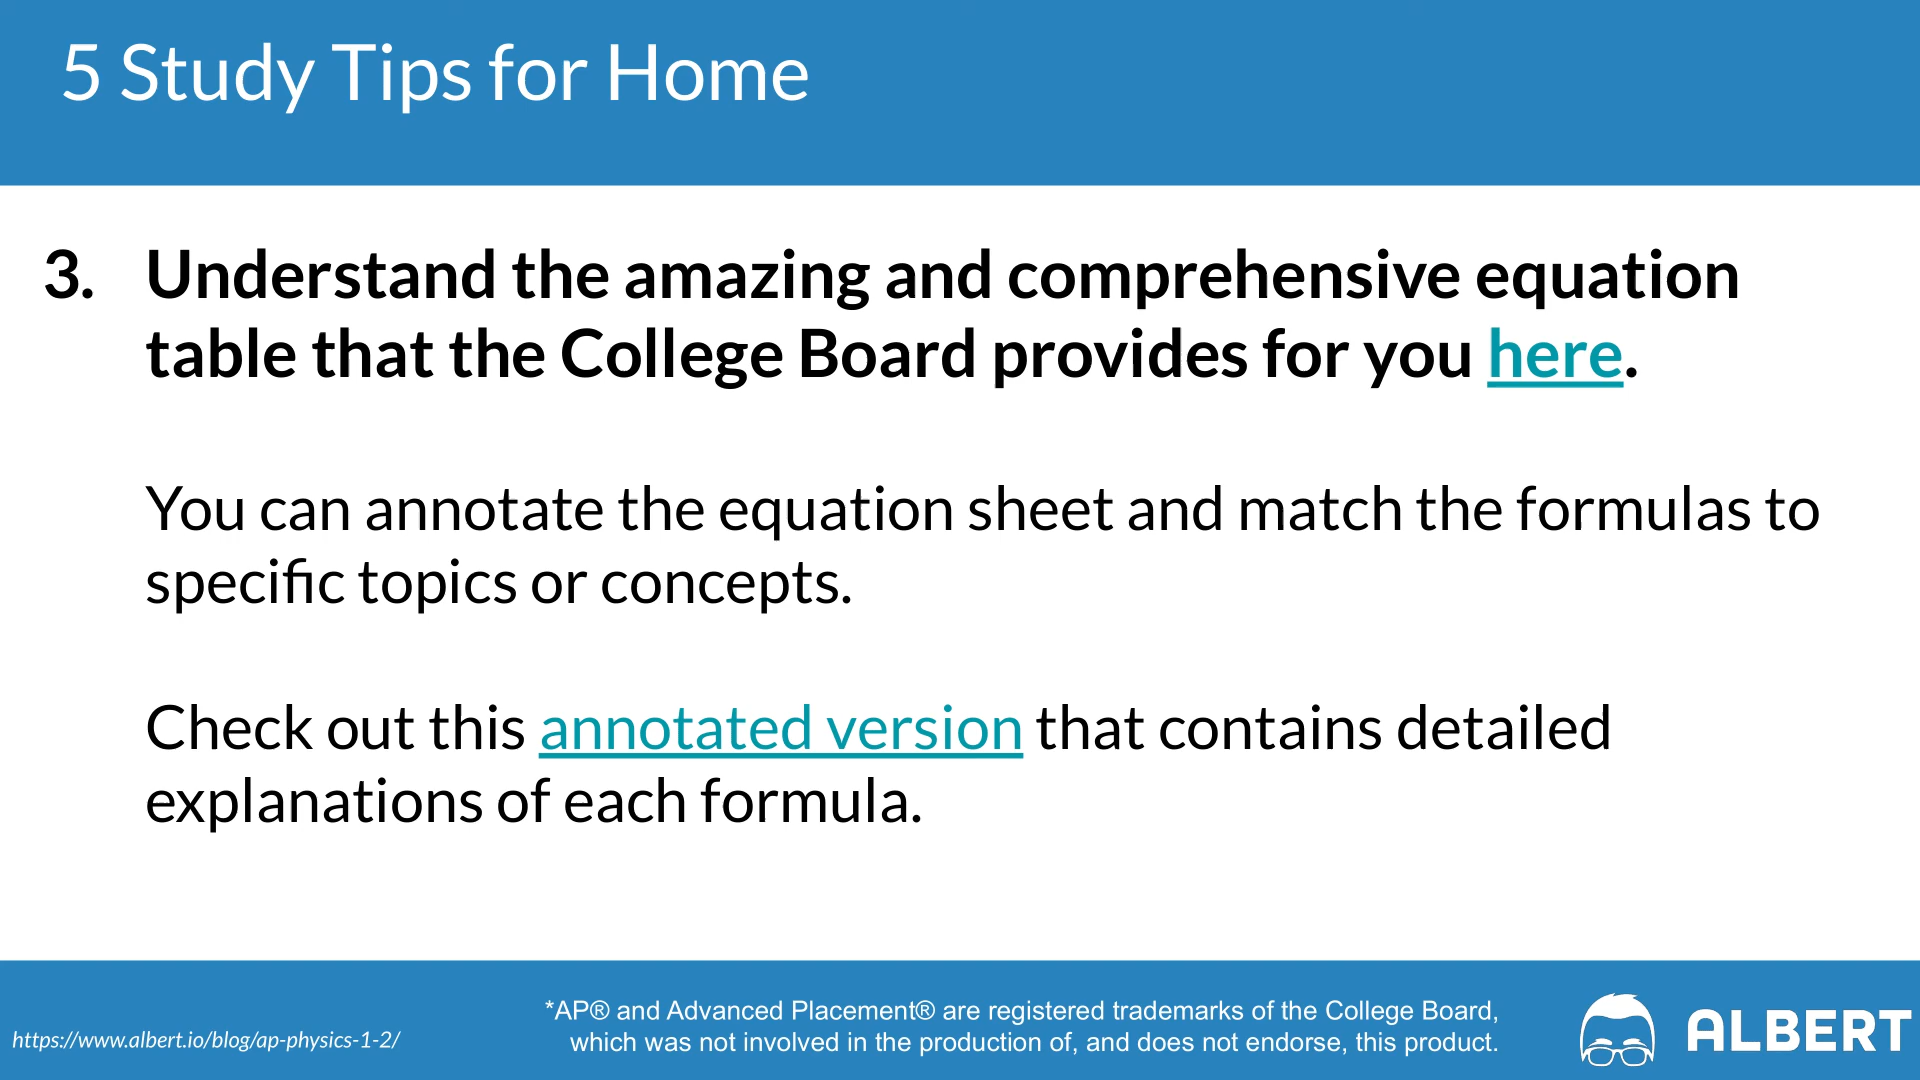 5 Study Tips for Home
3. Understand the amazing and comprehensive equation
table that the College Board provides for you here.
You can annotate the equation sheet and match the formulas to
specific topics or concepts.
Check out this annotated version that contains detailed
explanations of each formula.
https://www.albert.io/blog/ap-physics-1-2/
*AP® and Advanced Placement® are registered trademarks of the College Board,
which was not involved in the production of, and does not endorse, this product.
ALBERT